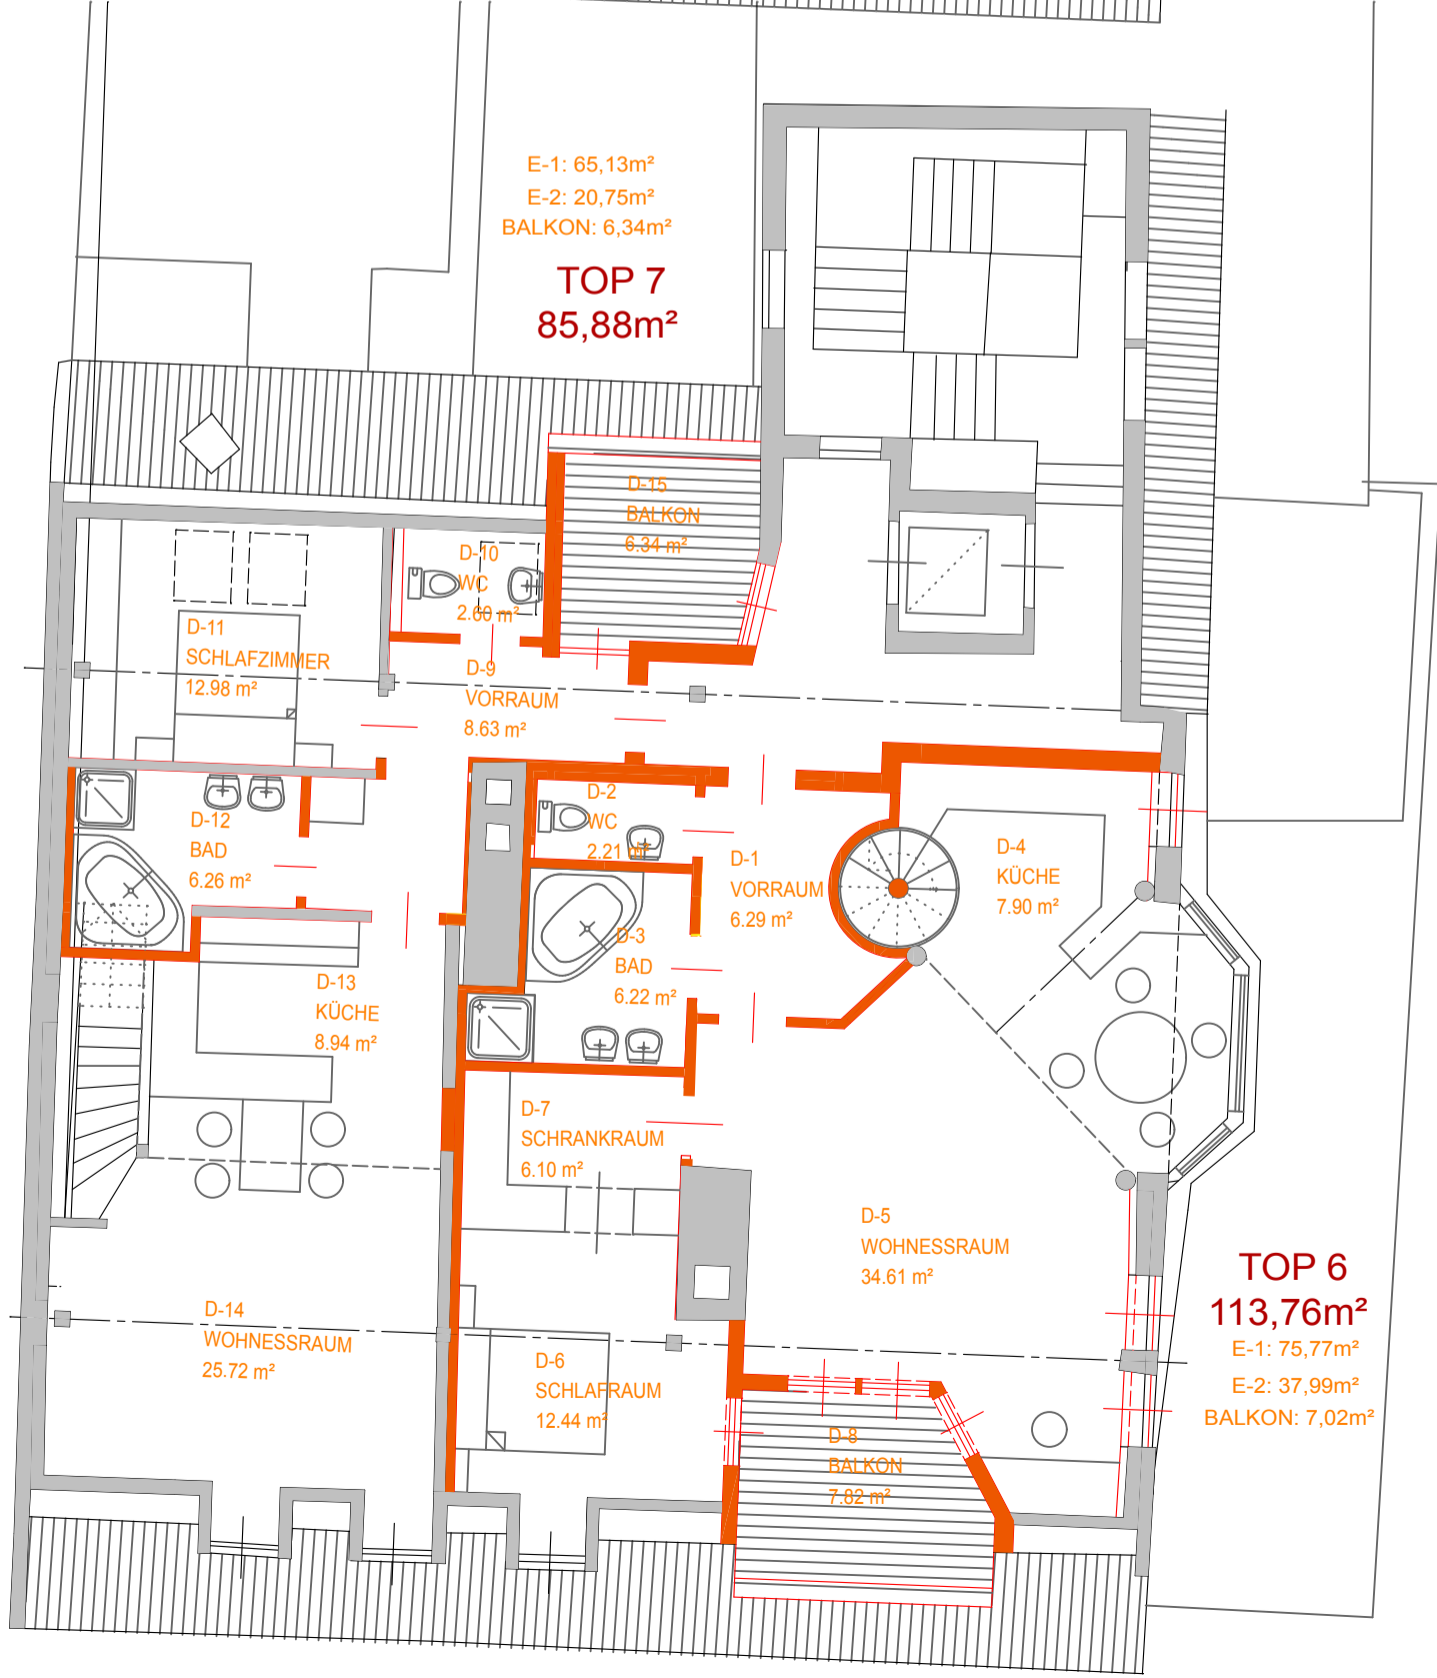 E-1: 65,13m²
E-2: 20,75m²
BALKON: 6,34m²
TOP 7
85,88m²
D-15
BALKON
6.34 m²
D-10
WC
2.60 m²
D-11
SCHLAFZIMMER
12.98 m²
D-9
VORRAUM
8.63 m²
D-12
BAD
6.26 m²
D-2
WC
2.21 m²
D-1
VORRAUM
6.29 m²
D-4
KÜCHE
7.90 m²
D-3
BAD
6.22 m²
D-13
KÜCHE
8.94 m²
D-7
SCHRANKRAUM
6.10 m²
D-5
WOHNESSRAUM
34.61 m²
TOP 6
113,76m²
E-1: 75,77m²
E-2: 37,99m²
BALKON: 7,02m²
D-14
WOHNESSRAUM
25.72 m²
D-6
SCHLAFRAUM
12.44 m²
D-8
BALKON
7.82 m²